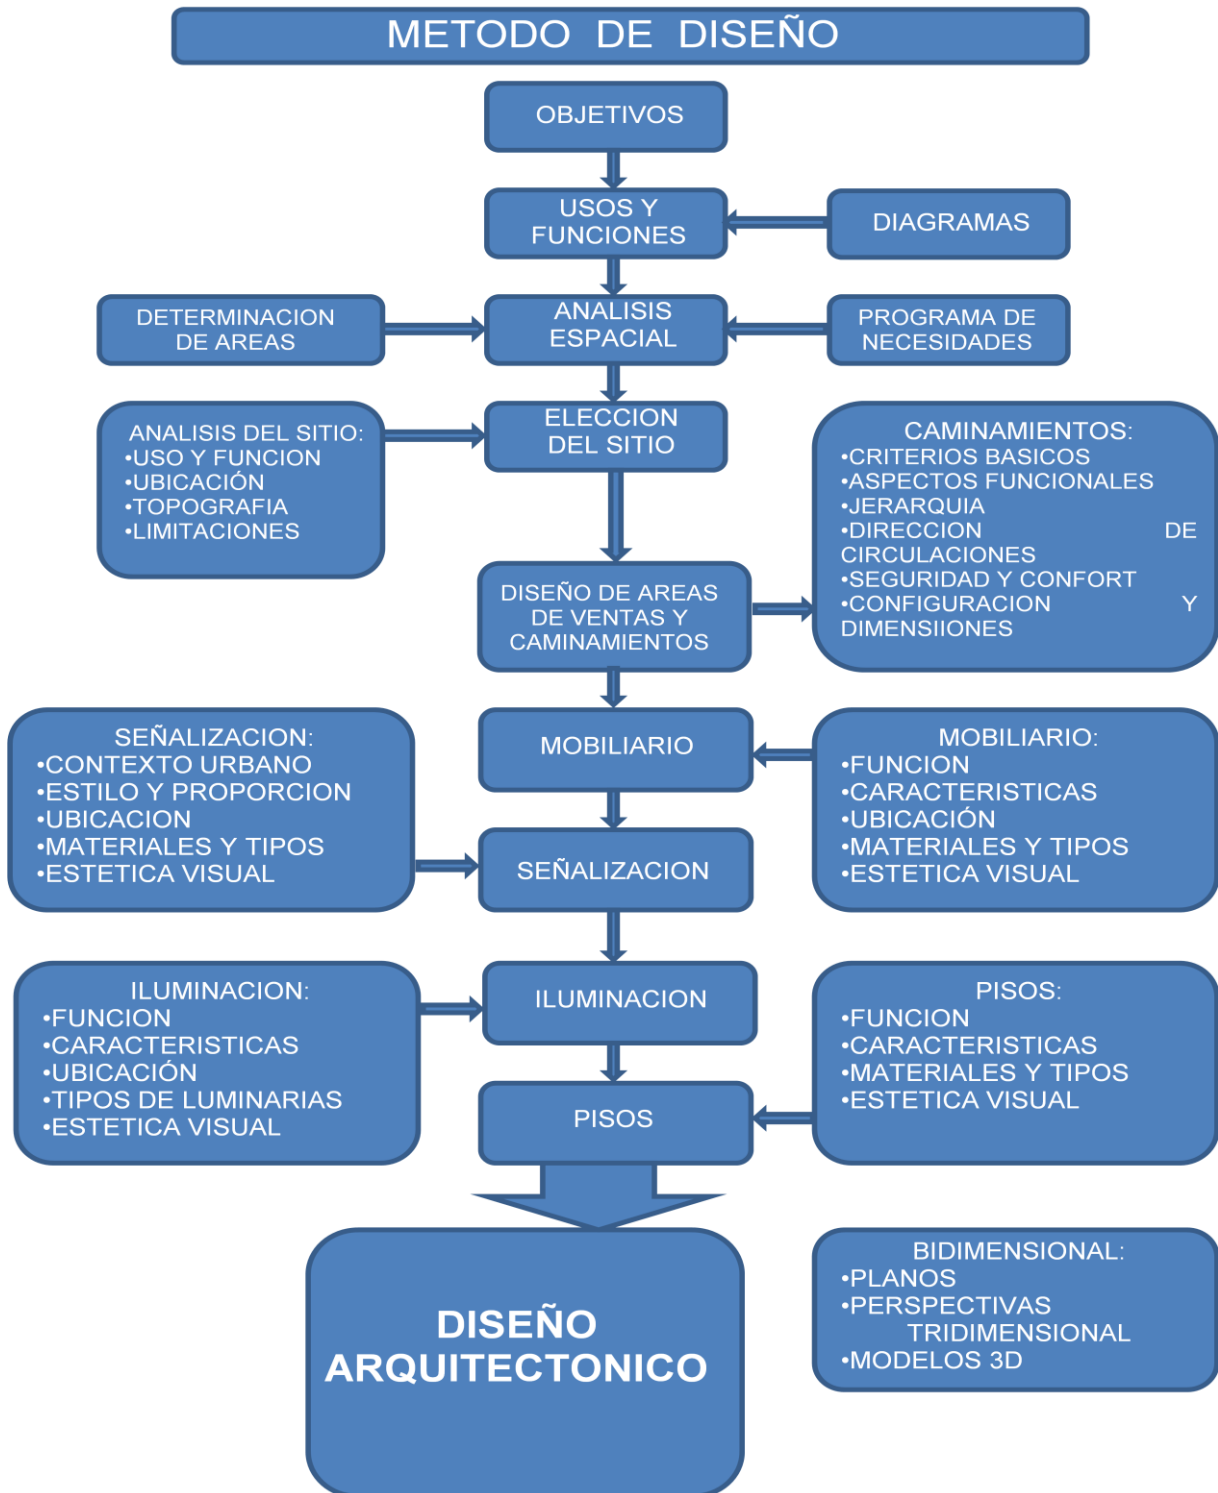 METODO DE DISEÑO
OBJETIVOS
USOS Y
FUNCIONES
DIAGRAMAS
DETERMINACION
DE AREAS
ANALISIS
ESPACIAL
PROGRAMA DE
NECESIDADES
ANALISIS DEL SITIO:
•USO Y FUNCION
•UBICACIÓN
•TOPOGRAFIA
•LIMITACIONES
ELECCION
DEL SITIO
CAMINAMIENTOS:
•CRITERIOS BASICOS
•ASPECTOS FUNCIONALES
•JERARQUIA
•DIRECCION DE
CIRCULACIONES
•SEGURIDAD Y CONFORT
•CONFIGURACION Y
DIMENSIIONES
DISEÑO DE AREAS
DE VENTAS Y
CAMINAMIENTOS
SEÑALIZACION:
•CONTEXTO URBANO
•ESTILO Y PROPORCION
•UBICACION
•MATERIALES Y TIPOS
•ESTETICA VISUAL
MOBILIARIO
MOBILIARIO:
•FUNCION
•CARACTERISTICAS
•UBICACIÓN
•MATERIALES Y TIPOS
•ESTETICA VISUAL
SEÑALIZACION
ILUMINACION:
•FUNCION
•CARACTERISTICAS
•UBICACIÓN
•TIPOS DE LUMINARIAS
•ESTETICA VISUAL
ILUMINACION
PISOS:
•FUNCION
•CARACTERISTICAS
•MATERIALES Y TIPOS
•ESTETICA VISUAL
PISOS
DISEÑO
ARQUITECTONICO
BIDIMENSIONAL:
•PLANOS
•PERSPECTIVAS
TRIDIMENSIONAL
•MODELOS 3D